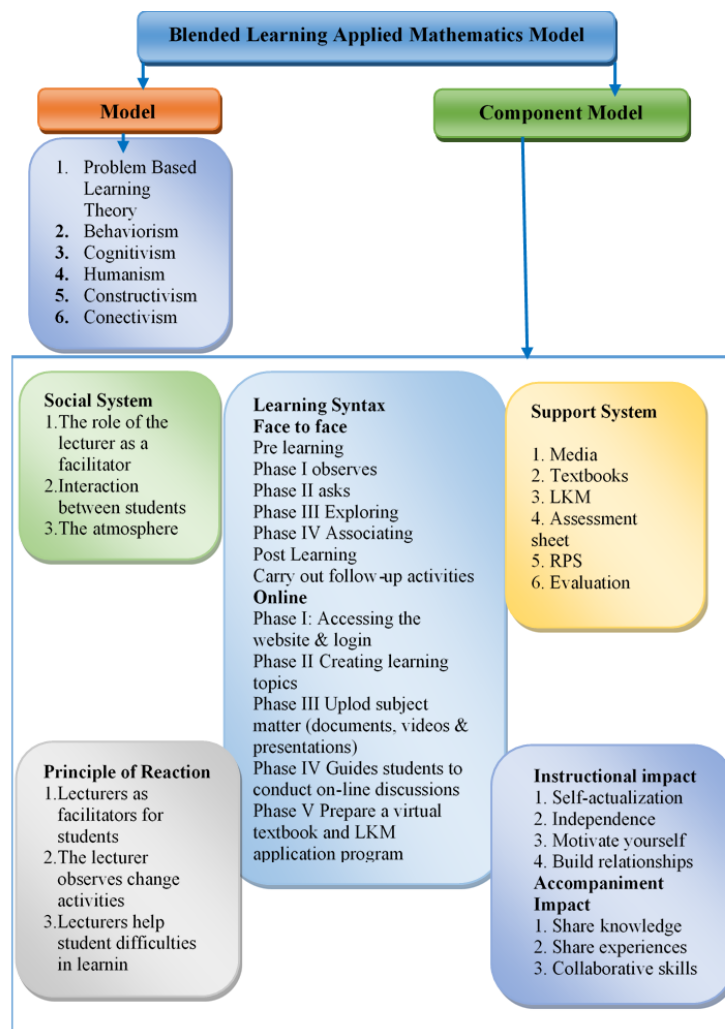 Blended Learning Applied Mathematics Model
Model
Component Model
1. Problem Based
Learning
Theory
2. Behaviorism
3. Cognitivism
4. Humanism
5. Constructivism
6. Conectivism
Social System
1.The role of the
lecturer as a
facilitator
2.Interaction
between students
3.The atmosphere
Learning Syntax
Face to face
Pre learning
Phase I observes
Phase II asks
Phase III Exploring
Phase IV Associating
Post Learning
Carry out follow-up activities
Online
Phase I: Accessing the
website & login
Phase II Creating learning
topics
Phase III Uplod subject
matter (documents, videos &
presentations)
Phase IV Guides students to
conduct on-line discussions
Phase V Prepare a virtual
textbook and LKM
application program
Support System
1. Media
2. Textbooks
3. LKM
4. Assessment
sheet
5. RPS
6. Evaluation
Principle of Reaction
1.Lecturers as
facilitators for
students
2.The lecturer
observes change
activities
3.Lecturers help
student difficulties
in learnin
Instructional impact
1. Self-actualization
2. Independence
3. Motivate yourself
4. Build relationships
Accompaniment
Impact
1. Share knowledge
2. Share experiences
3. Collaborative skills